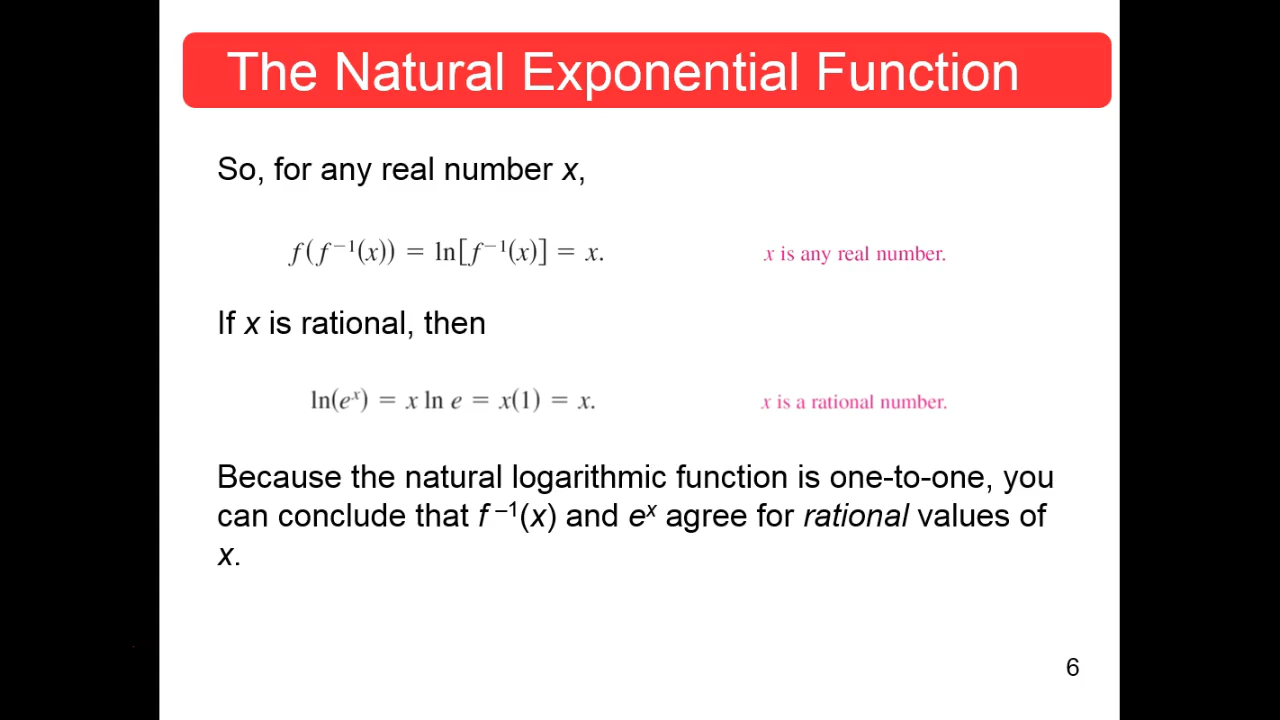 The Natural Exponential Function
So, for any real number x,
f(f⁻¹(x)) = ln[f⁻¹(x)] = x. x is any real number.
If x is rational, then
ln(eˣ) = x ln e = x(1) = x. x is a rational number.
Because the natural logarithmic function is one-to-one, you
can conclude that f ⁻¹(x) and eˣ agree for rational values of
x.
6